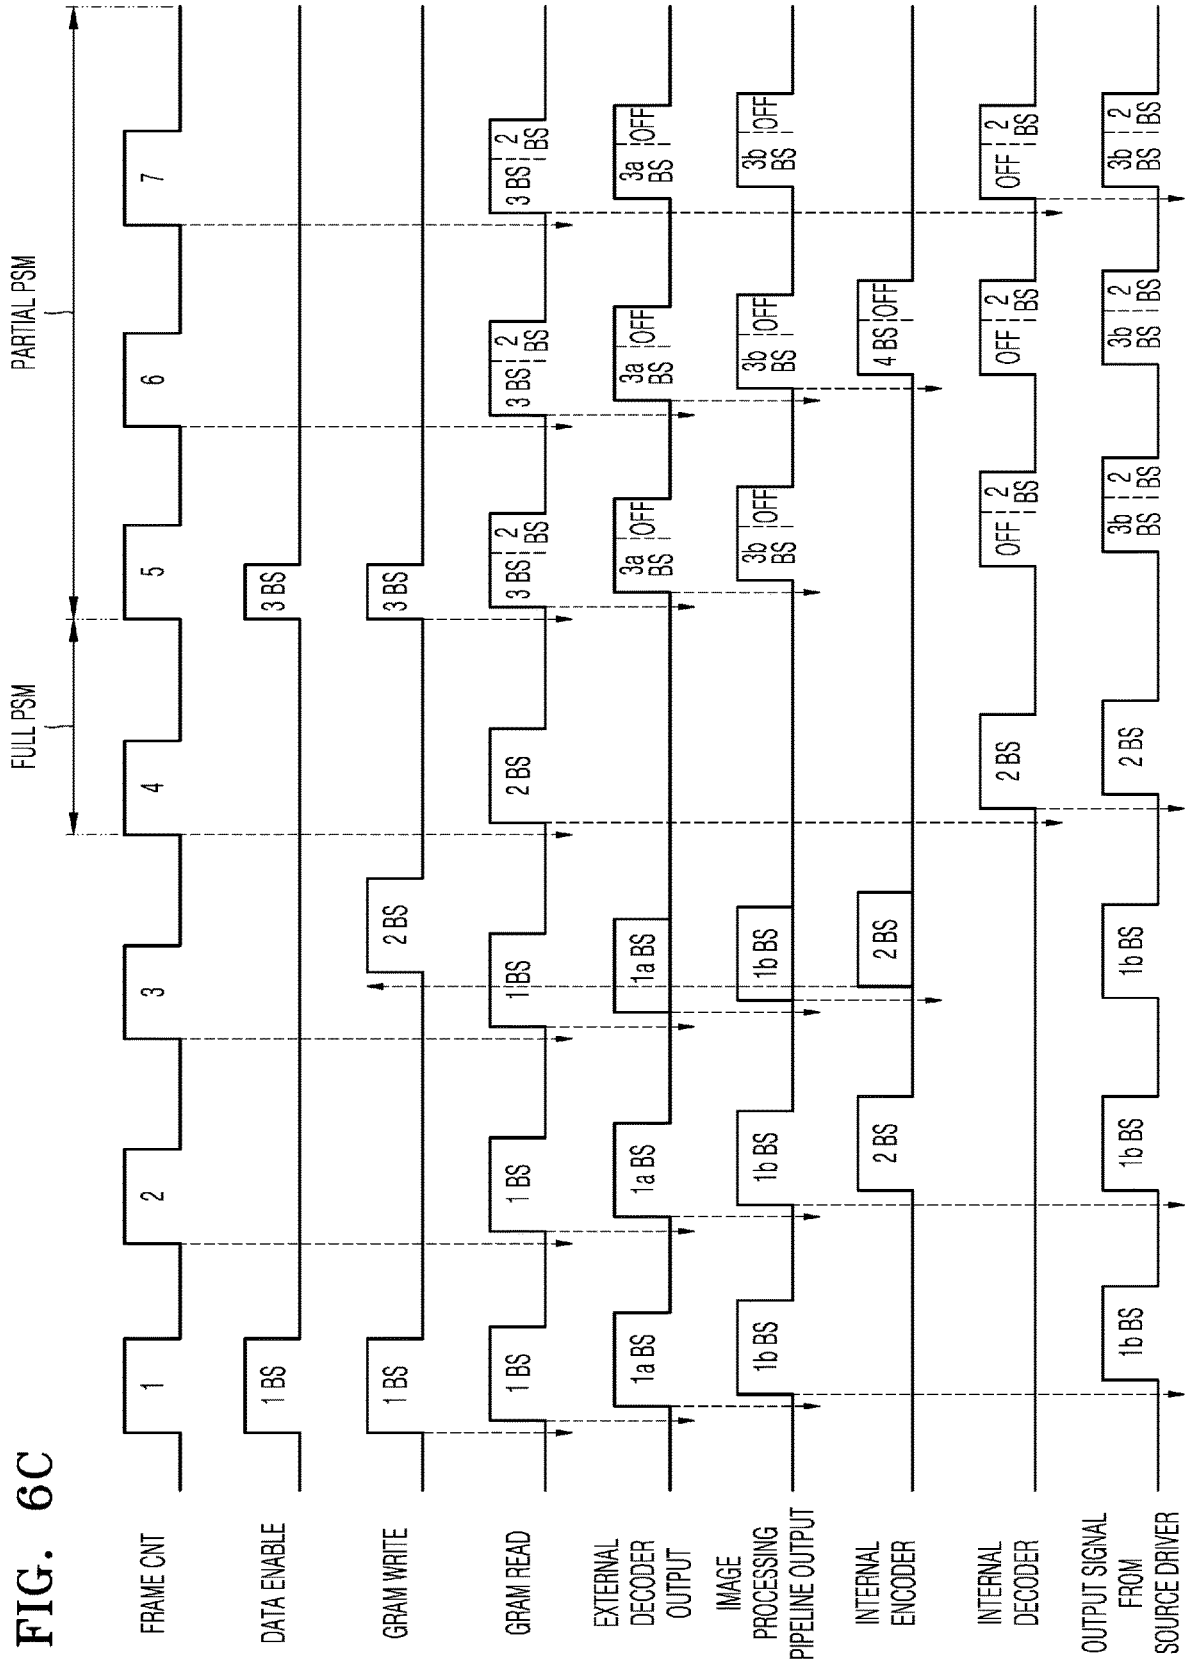 FIG. 6C
FULL PSM
PARTIAL PSM
FRAME CNT
1
2
3
4
5
6
7
DATA ENABLE
1 BS
3 BS
GRAM WRITE
1 BS
2 BS
3 BS
GRAM READ
1 BS
1 BS
1 BS
2 BS
3 BS
2
BS
3 BS
2
BS
3 BS
2
BS
EXTERNAL
DECODER
OUTPUT
1a BS
1a BS
1a BS
3a
BS
OFF
3a
BS
OFF
3a
BS
OFF
IMAGE
PROCESSING
PIPELINE OUTPUT
1b BS
1b BS
1b BS
3b
BS
OFF
3b
BS
OFF
3b
BS
OFF
INTERNAL
ENCODER
2 BS
2 BS
4 BS
OFF
INTERNAL
DECODER
2 BS
OFF
2
BS
OFF
2
BS
OFF
2
BS
OUTPUT SIGNAL
FROM
SOURCE DRIVER
1b BS
1b BS
1b BS
2 BS
3b
BS
2
BS
3b
BS
2
BS
3b
BS
2
BS